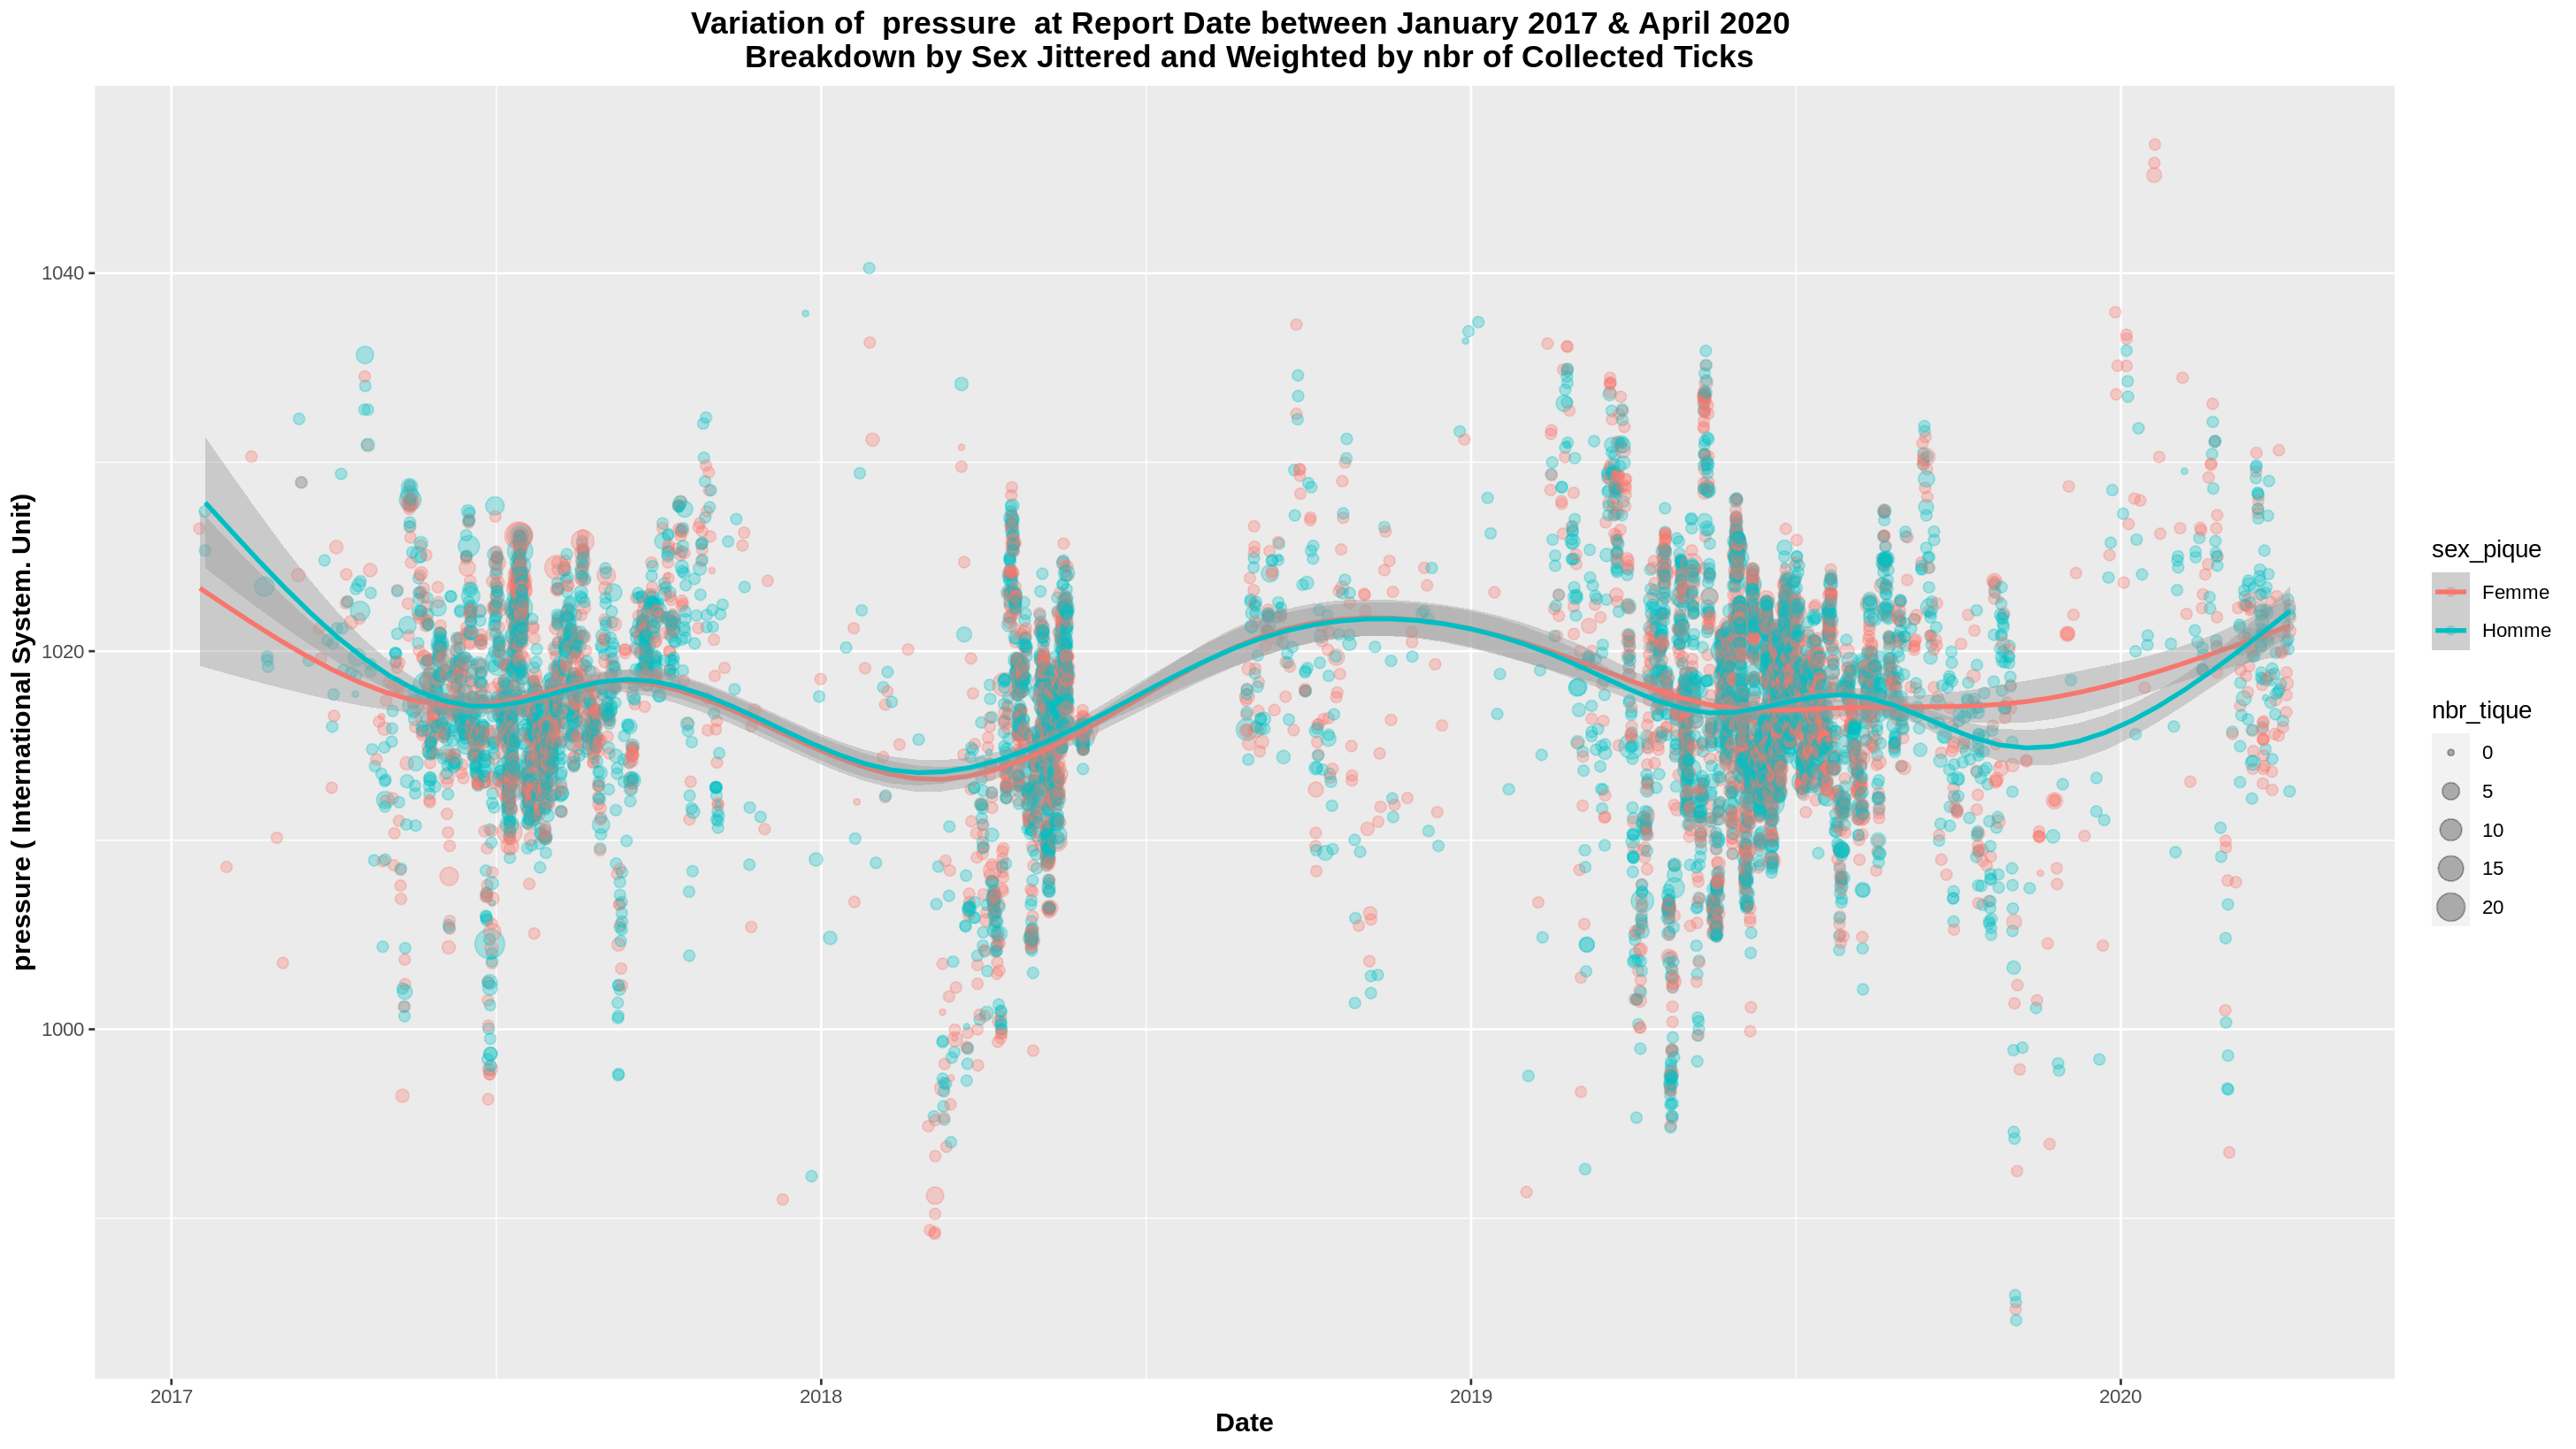 Variation of  pressure  at Report Date between January 2017 & April 2020
Breakdown by Sex Jittered and Weighted by nbr of Collected Ticks
pressure ( International System. Unit)
1040
1020
1000
2017
2018
2019
2020
Date
sex_pique
Femme
Homme
nbr_tique
0
5
10
15
20